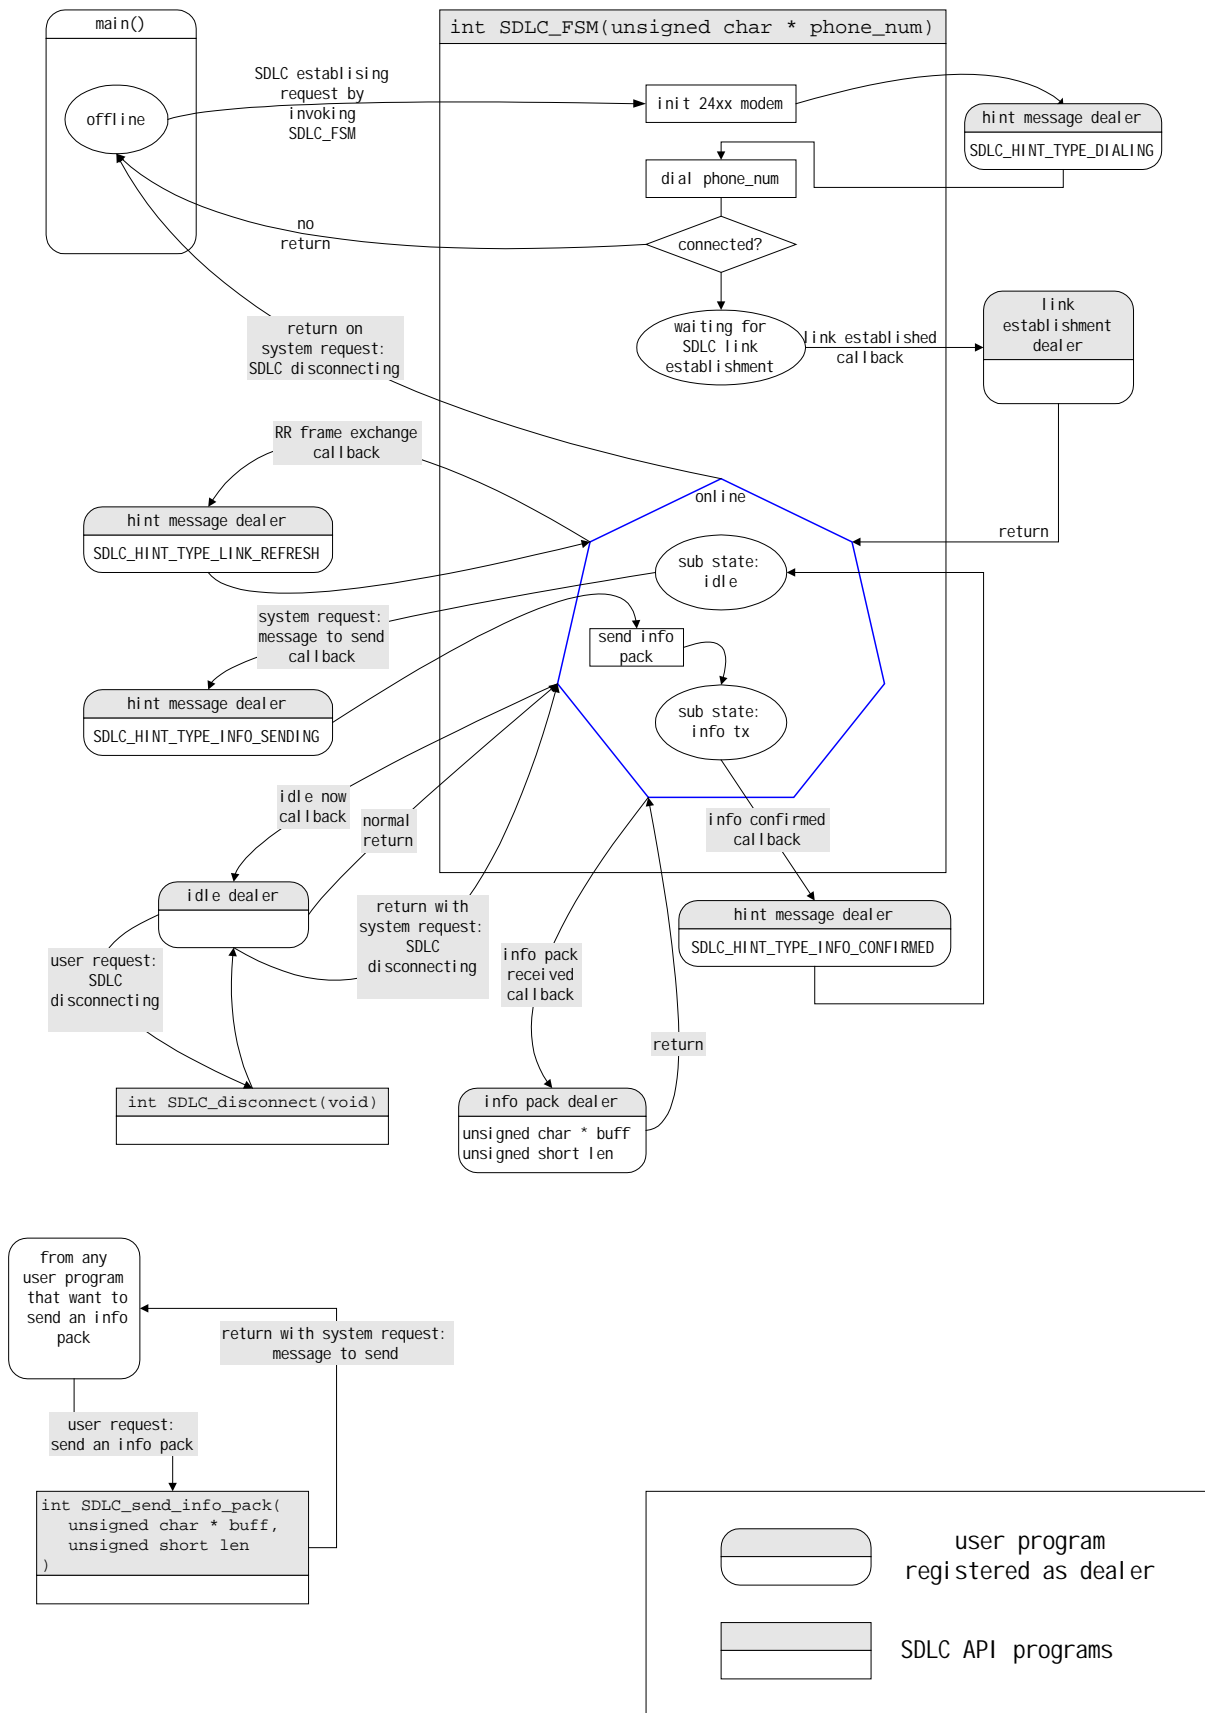 main()
int SDLC_FSM(unsigned char * phone_num)
SDLC establising
request by
invoking
SDLC_FSM
offline
init 24xx modem
hint message dealer
SDLC_HINT_TYPE_DIALING
dial phone_num
no
return
connected?
waiting for
SDLC link
establishment
link established
callback
link
establishment
dealer
return on
system request:
SDLC disconnecting
RR frame exchange
callback
online
return
hint message dealer
SDLC_HINT_TYPE_LINK_REFRESH
sub state:
idle
system request:
message to send
callback
send info
pack
hint message dealer
SDLC_HINT_TYPE_INFO_SENDING
sub state:
info tx
idle now
callback
normal
return
info confirmed
callback
idle dealer
return with
system request:
SDLC
disconnecting
hint message dealer
SDLC_HINT_TYPE_INFO_CONFIRMED
user request:
SDLC
disconnecting
info pack
received
callback
return
int SDLC_disconnect(void)
info pack dealer
unsigned char * buff
unsigned short len
from any
user program
that want to
send an info
pack
return with system request:
message to send
user request:
send an info pack
int SDLC_send_info_pack(
unsigned char * buff,
unsigned short len
)
user program
registered as dealer
SDLC API programs